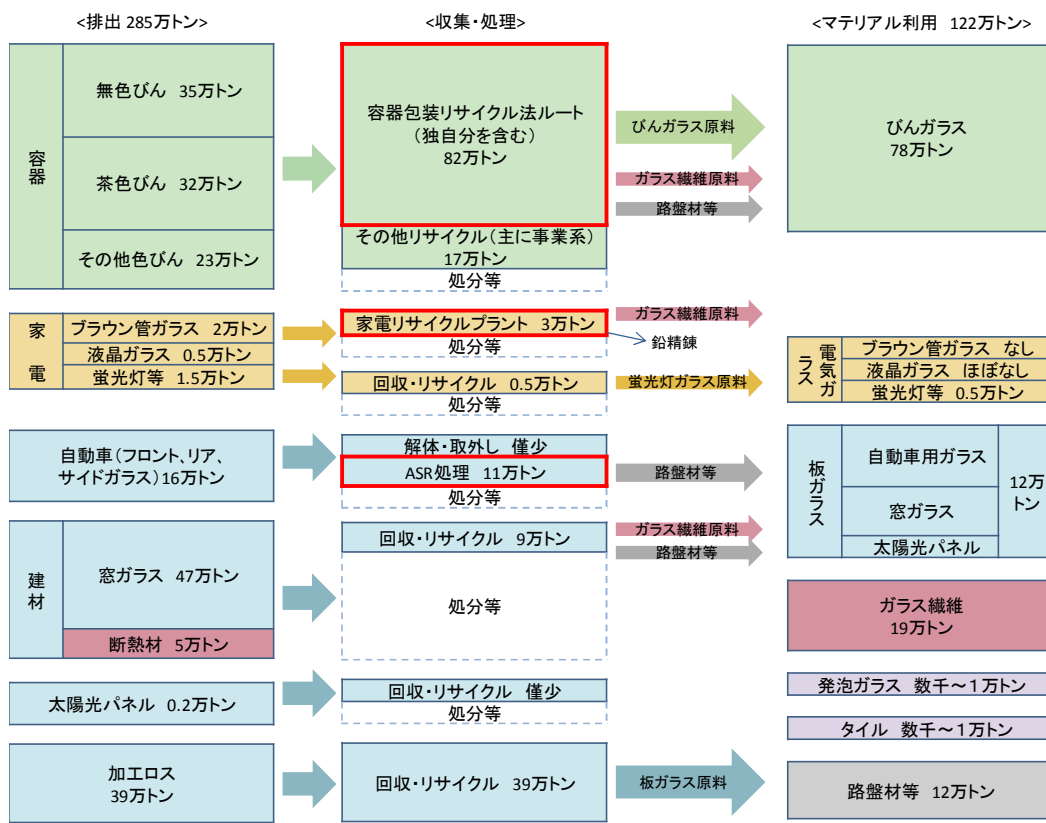 <排出 285万トン>
<収集・処理>
<マテリアル利用 122万トン>
容器
無色びん 35万トン
茶色びん 32万トン
その他色びん 23万トン
容器包装リサイクル法ルート
(独自分を含む)
82万トン
その他リサイクル(主に事業系)
17万トン
処分等
びんガラス原料
ガラス繊維原料
路盤材等
びんガラス
78万トン
家電
ブラウン管ガラス 2万トン
液晶ガラス 0.5万トン
蛍光灯等 1.5万トン
家電リサイクルプラント 3万トン
処分等
回収・リサイクル 0.5万トン
処分等
ガラス繊維原料
鉛精錬
蛍光灯ガラス原料
電気ガラス
ブラウン管ガラス なし
液晶ガラス ほぼなし
蛍光灯等 0.5万トン
自動車(フロント、リア、
サイドガラス)16万トン
解体・取外し 僅少
ASR処理 11万トン
処分等
路盤材等
板ガラス
自動車用ガラス
窓ガラス
太陽光パネル
12万
トン
建材
窓ガラス 47万トン
断熱材 5万トン
回収・リサイクル 9万トン
処分等
ガラス繊維原料
路盤材等
ガラス繊維
19万トン
太陽光パネル 0.2万トン
回収・リサイクル 僅少
処分等
発泡ガラス 数千~1万トン
タイル 数千~1万トン
加工ロス
39万トン
回収・リサイクル 39万トン
板ガラス原料
路盤材等 12万トン